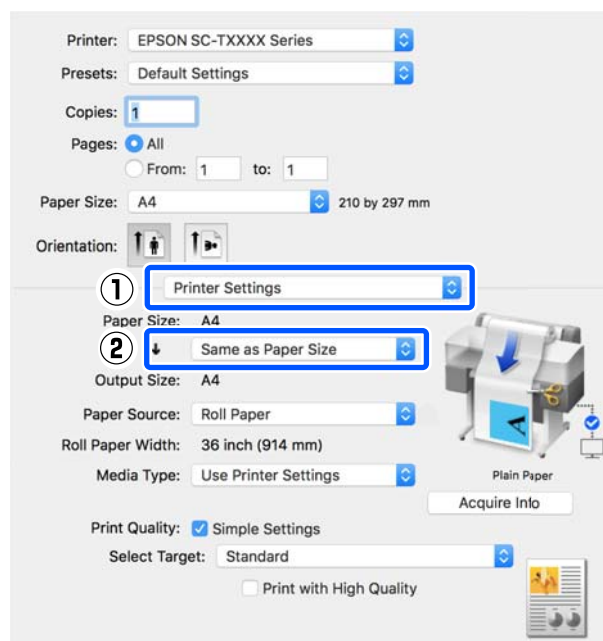 Printer: EPSON SC-TXXXX Series
Presets: Default Settings
Copies: 1
Pages: All
From: 1 to: 1
Paper Size: A4 210 by 297 mm
Orientation:
① Printer Settings
Paper Size: A4
② Same as Paper Size
Output Size: A4
Paper Source: Roll Paper
Roll Paper Width: 36 inch (914 mm)
Media Type: Use Printer Settings
A
Plain Paper
Acquire Info
Print Quality: Simple Settings
Select Target: Standard
Print with High Quality